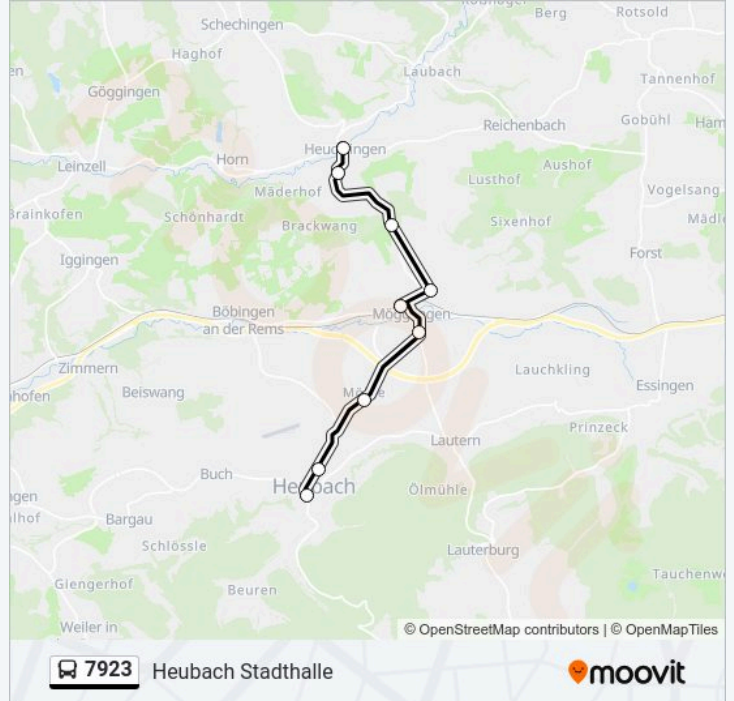 Schechingen
Berg
Rotsold
Haghof
Laubach
Göggingen
Tannenhof
Gobühl
Reichenbach
Horn
Leinzell
Aushof
Lusthof
Mäderhof
Vogelsang
Schönhardt
Brackwang
Sixenhof
Iggingen
Forst
Böbingen
an der Rems
Zimmern
Lauchkling
Essingen
Beiswang
Prinzeck
Lautern
Buch
Ölmühle
Bargau
Schlössle
Lauterburg
Giengerhof
Beuren
Weiler in
© OpenStreetMap contributors | © OpenMapTiles
7923 Heubach Stadthalle
moovit